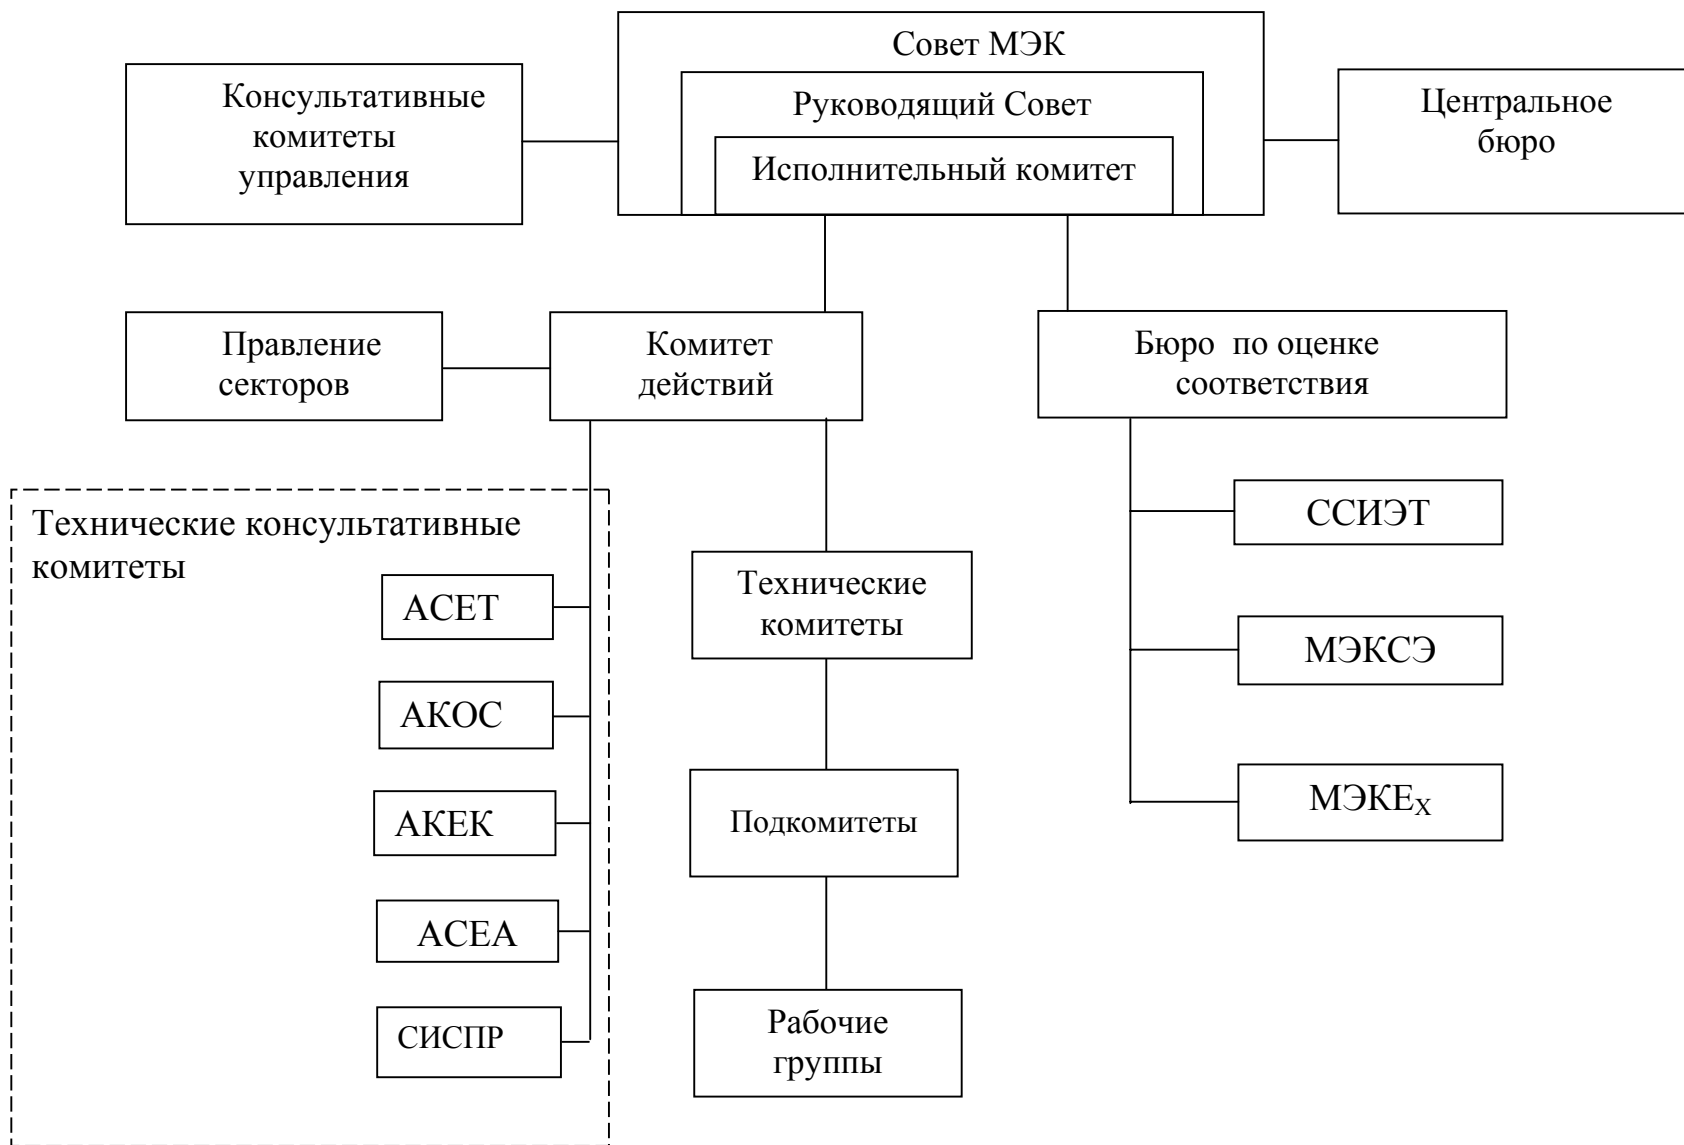 Совет МЭК
Руководящий Совет
Исполнительный комитет
Консультативные
комитеты
управления
Центральное
бюро
Правление
секторов
Комитет
действий
Бюро по оценке
соответствия
Технические консультативные
комитеты
АСЕТ
АКОС
АКЕК
АСЕА
СИСПР
Технические
комитеты
Подкомитеты
Рабочие
группы
ССИЭТ
МЭКСЭ
МЭКЕХ